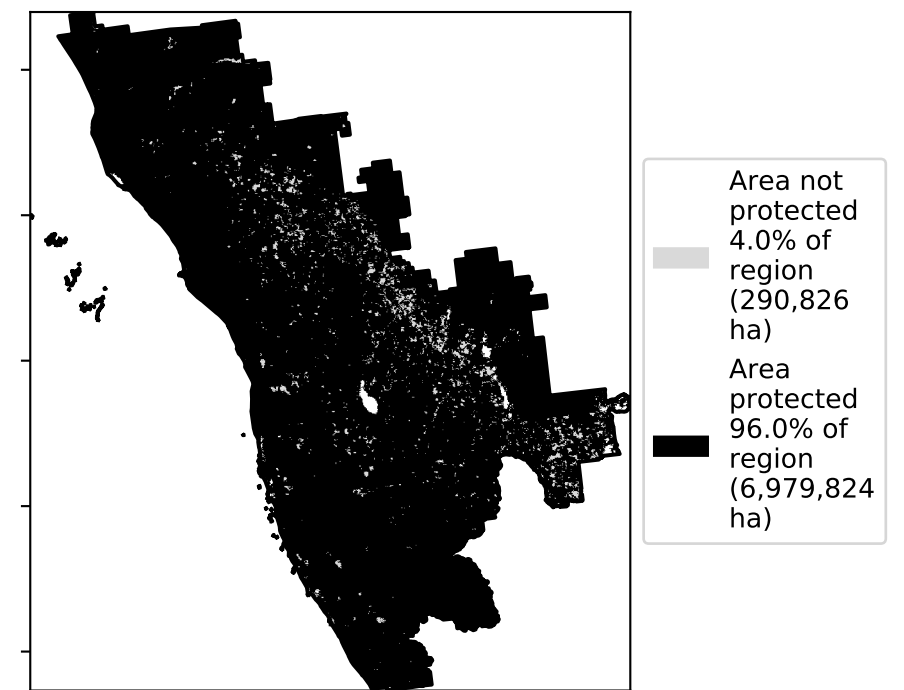 Area not
protected
4.0% of
region
(290,826
ha)
Area
protected
96.0% of
region
(6,979,824
ha)